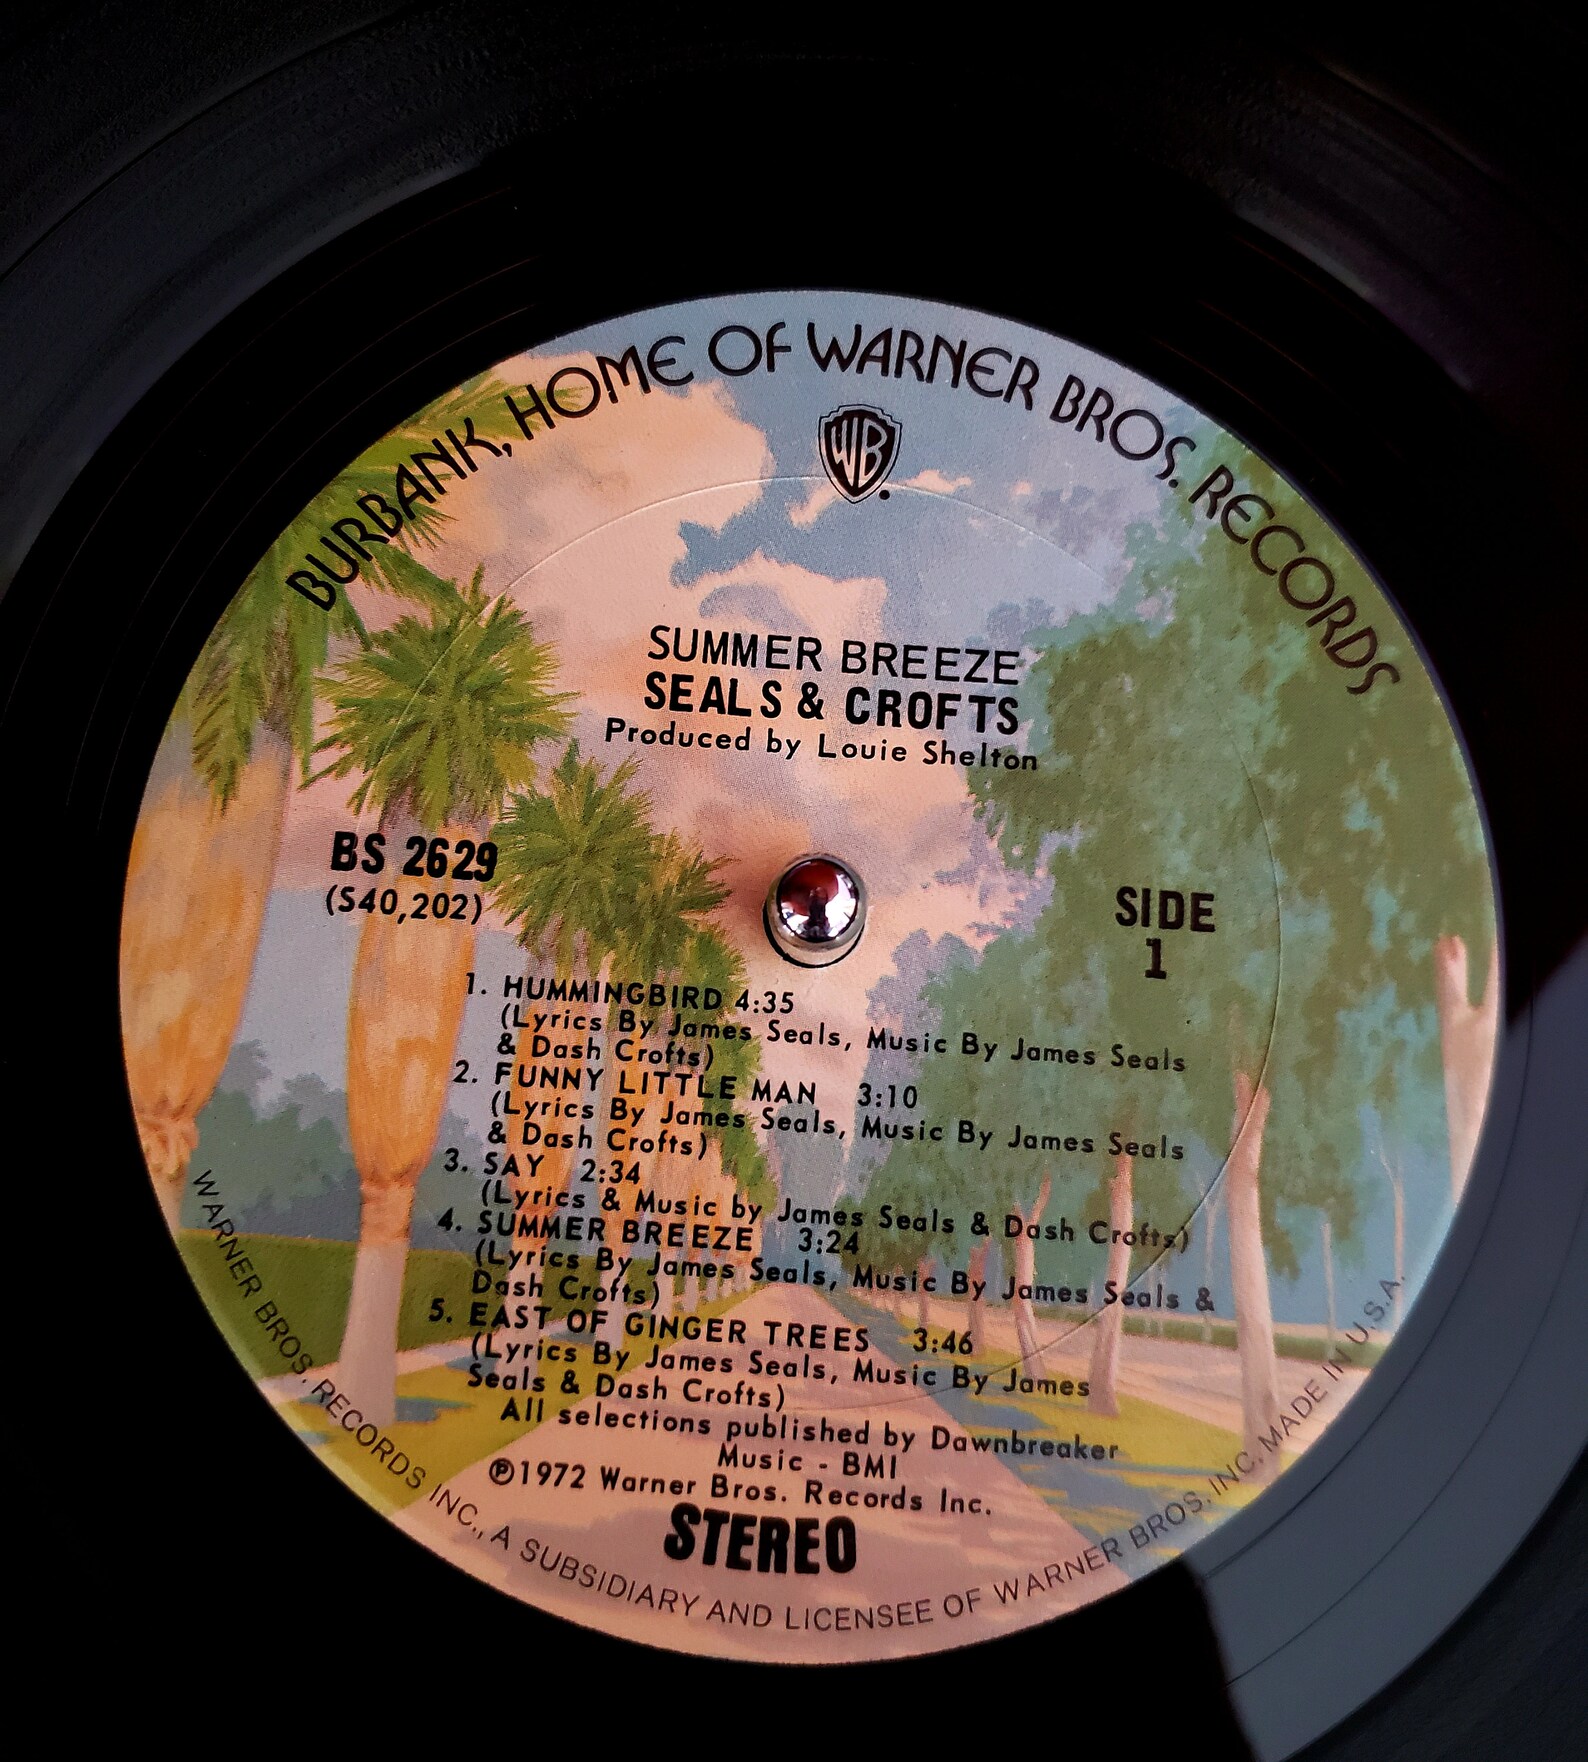 BURBANK, HOME OF WARNER BROS. RECORDS
WB
SUMMER BREEZE
SEALS & CROFTS
Produced by Louie Shelton
BS 2629
(S40,202)
SIDE
1
1. HUMMINGBIRD 4:35
(Lyrics By James Seals, Music By James Seals
& Dash Crofts)
2. FUNNY LITTLE MAN 3:10
(Lyrics By James Seals, Music By James Seals
& Dash Crofts)
3. SAY 2:34
(Lyrics & Music by James Seals & Dash Crofts)
4. SUMMER BREEZE 3:24
(Lyrics By James Seals, Music By James Seals &
Dash Crofts)
5. EAST OF GINGER TREES 3:46
(Lyrics By James Seals, Music By James
Seals & Dash Crofts)
All selections published by Dawnbreaker
Music - BMI
℗1972 Warner Bros. Records Inc.
STEREO
WARNER BROS. RECORDS INC., A SUBSIDIARY AND LICENSEE OF WARNER BROS. INC. MADE IN U.S.A.